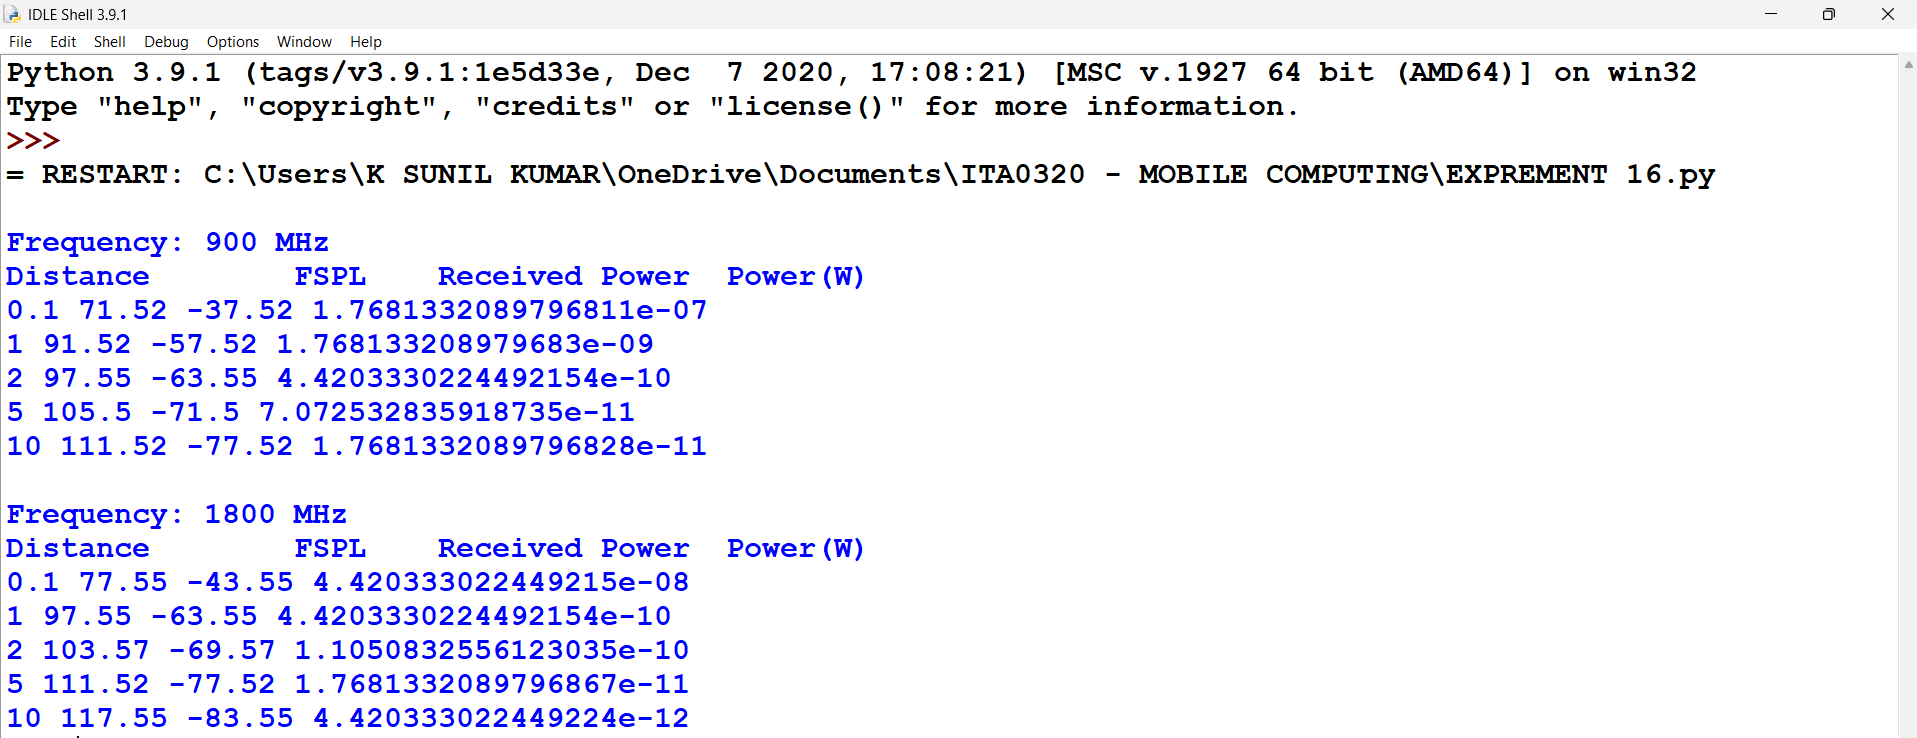 IDLE Shell 3.9.1
File Edit Shell Debug Options Window Help
Python 3.9.1 (tags/v3.9.1:1e5d33e, Dec  7 2020, 17:08:21) [MSC v.1927 64 bit (AMD64)] on win32
Type "help", "copyright", "credits" or "license()" for more information.
>>>
= RESTART: C:\Users\K SUNIL KUMAR\OneDrive\Documents\ITA0320 - MOBILE COMPUTING\EXPREMENT 16.py
Frequency: 900 MHz
Distance        FSPL    Received Power  Power(W)
0.1 71.52 -37.52 1.7681332089796811e-07
1 91.52 -57.52 1.768133208979683e-09
2 97.55 -63.55 4.4203330224492154e-10
5 105.5 -71.5 7.072532835918735e-11
10 111.52 -77.52 1.7681332089796828e-11
Frequency: 1800 MHz
Distance        FSPL    Received Power  Power(W)
0.1 77.55 -43.55 4.420333022449215e-08
1 97.55 -63.55 4.4203330224492154e-10
2 103.57 -69.57 1.1050832556123035e-10
5 111.52 -77.52 1.7681332089796867e-11
10 117.55 -83.55 4.420333022449224e-12